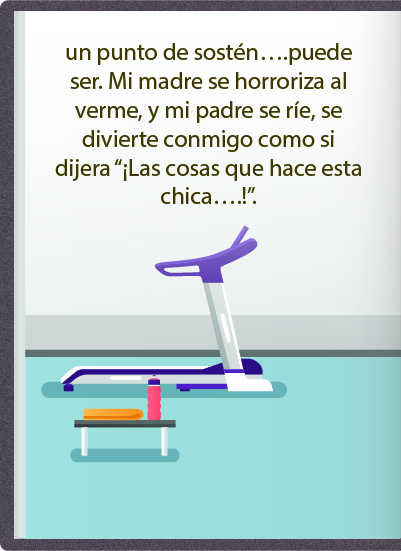 un punto de sostén….puede
ser. Mi madre se horroriza al
verme, y mi padre se ríe, se
divierte conmigo como si
dijera “¡Las cosas que hace esta
chica….!”.